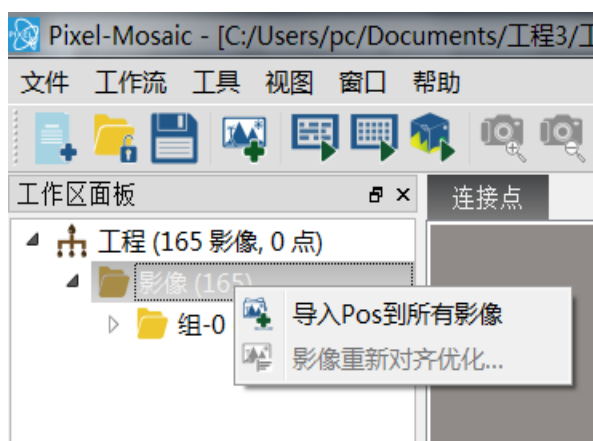 Pixel-Mosaic - [C:/Users/pc/Documents/工程3/
文件 工作流 工具 视图 窗口 帮助
工作区面板
连接点
工程 (165 影像, 0 点)
影像 (165)
导入Pos到所有影像
组-0
影像重新对齐优化...